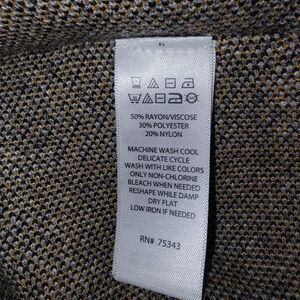 50% RAYON/VISCOSE
30% POLYESTER
20% NYLON
MACHINE WASH COOL
DELICATE CYCLE
WASH WITH LIKE COLORS
ONLY NON-CHLORINE
BLEACH WHEN NEEDED
RESHAPE WHILE DAMP
DRY FLAT
LOW IRON IF NEEDED
RN# 75343